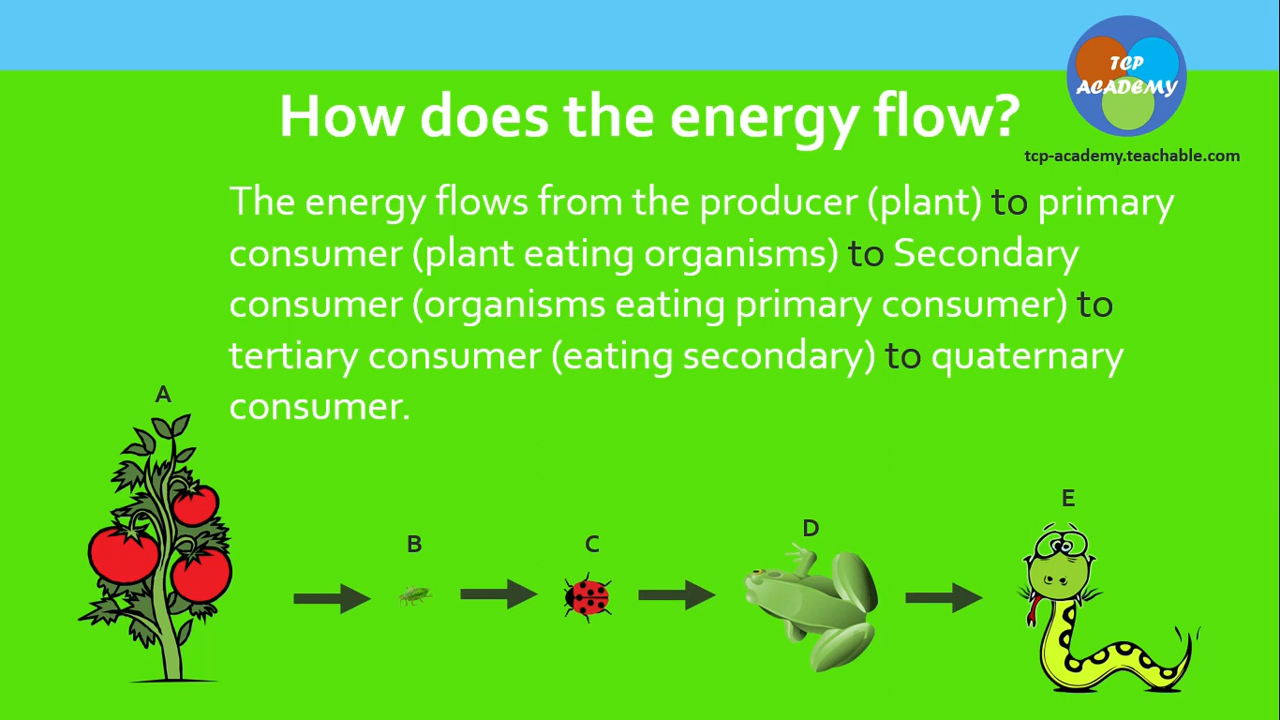 TCP
ACADEMY
tcp-academy.teachable.com
How does the energy flow?
The energy flows from the producer (plant) to primary
consumer (plant eating organisms) to Secondary
consumer (organisms eating primary consumer) to
tertiary consumer (eating secondary) to quaternary
consumer.
A
B
C
D
E